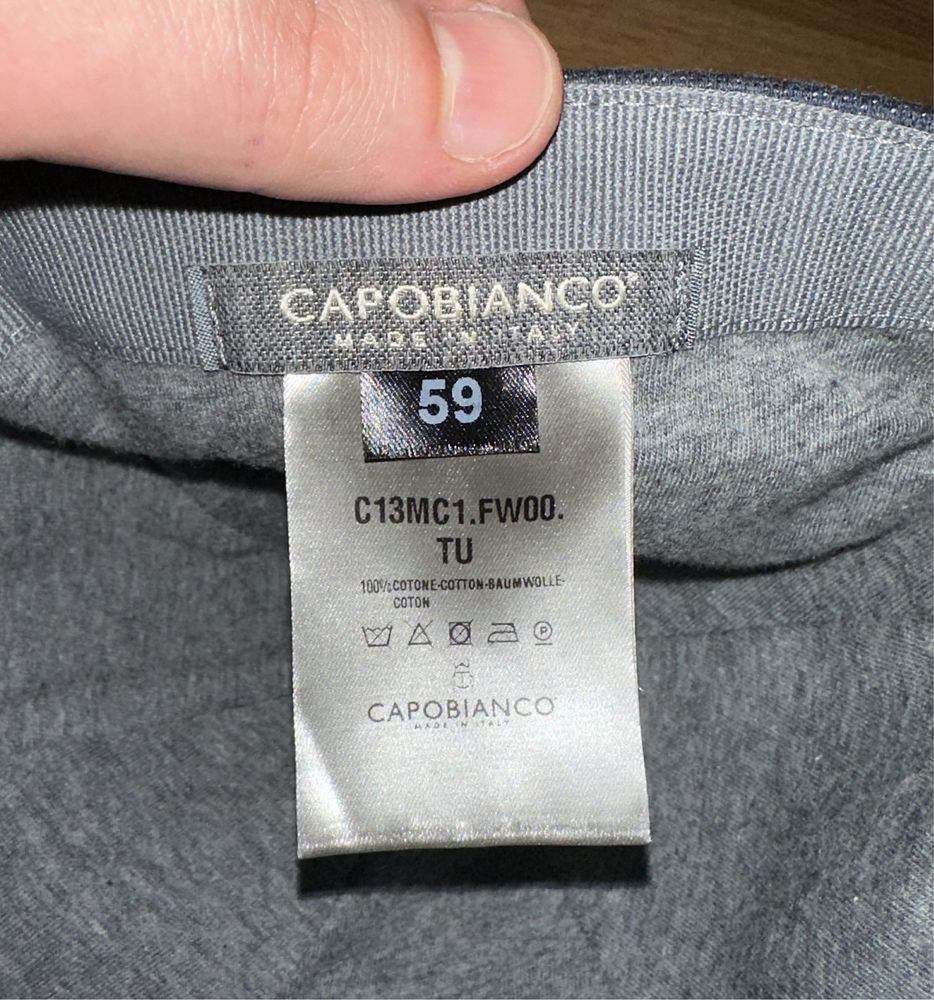 CAPOBIANCO®
MADE IN ITALY
59
C13MC1.FW00.
TU
100%COTONE-COTTON-BAUMWOLLE-
COTON
P
CAPOBIANCO
MADE IN ITALY